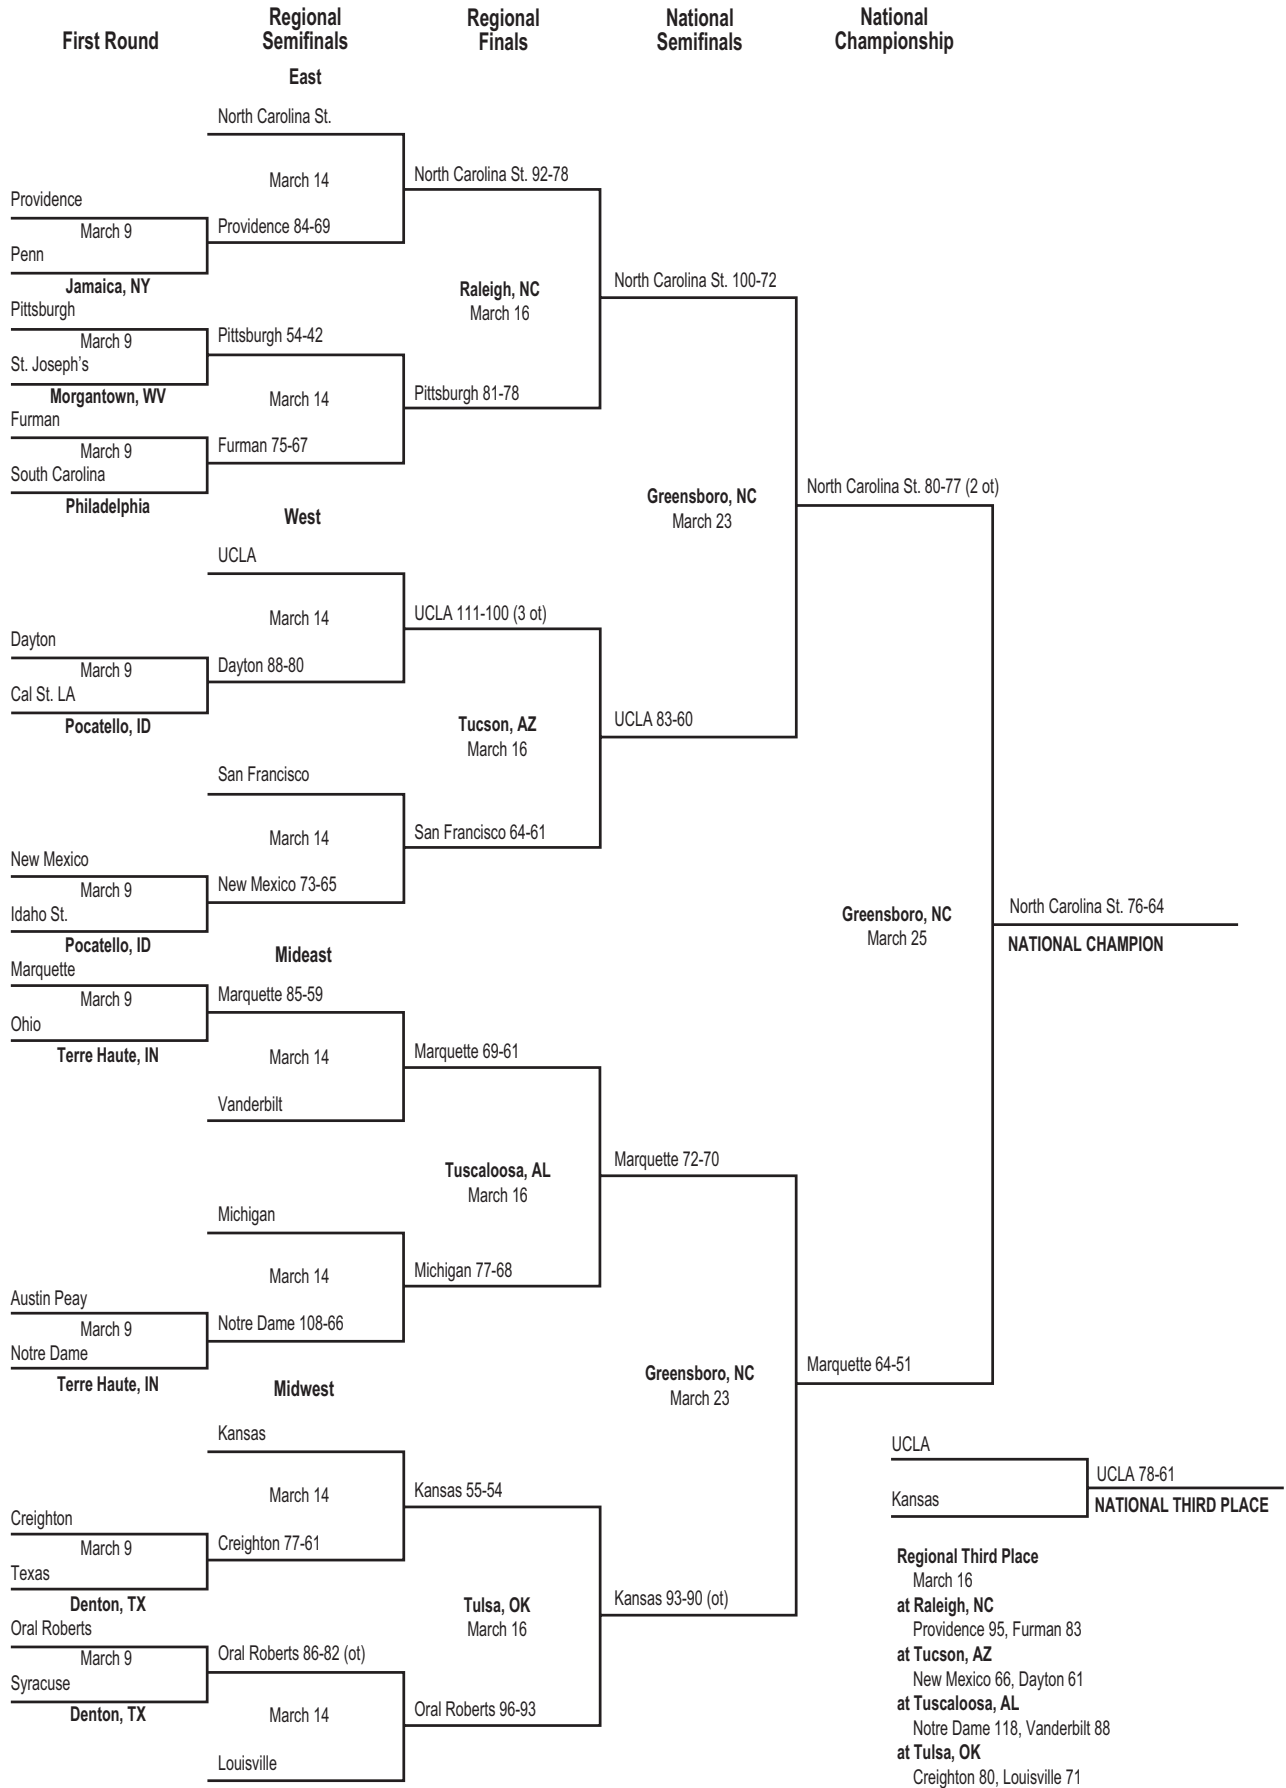 First Round
Regional
Semifinals
Regional
Finals
National
Semifinals
National
Championship
East
North Carolina St.
March 14
North Carolina St. 92-78
Providence
March 9
Providence 84-69
Penn
Jamaica, NY
Raleigh, NC
March 16
North Carolina St. 100-72
Pittsburgh
March 9
Pittsburgh 54-42
St. Joseph's
Morgantown, WV
March 14
Pittsburgh 81-78
Furman
March 9
Furman 75-67
South Carolina
Philadelphia
Greensboro, NC
March 23
North Carolina St. 80-77 (2 ot)
West
UCLA
March 14
UCLA 111-100 (3 ot)
Dayton
March 9
Dayton 88-80
Cal St. LA
Pocatello, ID
Tucson, AZ
March 16
UCLA 83-60
San Francisco
March 14
San Francisco 64-61
New Mexico
March 9
New Mexico 73-65
Idaho St.
Pocatello, ID
Greensboro, NC
March 25
North Carolina St. 76-64
NATIONAL CHAMPION
Mideast
Marquette
March 9
Marquette 85-59
Ohio
Terre Haute, IN
March 14
Marquette 69-61
Vanderbilt
Tuscaloosa, AL
March 16
Marquette 72-70
Michigan
March 14
Michigan 77-68
Austin Peay
March 9
Notre Dame 108-66
Notre Dame
Terre Haute, IN
Greensboro, NC
March 23
Marquette 64-51
Midwest
Kansas
March 14
Kansas 55-54
Creighton
March 9
Creighton 77-61
Texas
Denton, TX
Tulsa, OK
March 16
Kansas 93-90 (ot)
Oral Roberts
March 9
Oral Roberts 86-82 (ot)
Syracuse
Denton, TX
March 14
Oral Roberts 96-93
Louisville
UCLA
UCLA 78-61
Kansas
NATIONAL THIRD PLACE
Regional Third Place
March 16
at Raleigh, NC
Providence 95, Furman 83
at Tucson, AZ
New Mexico 66, Dayton 61
at Tuscaloosa, AL
Notre Dame 118, Vanderbilt 88
at Tulsa, OK
Creighton 80, Louisville 71